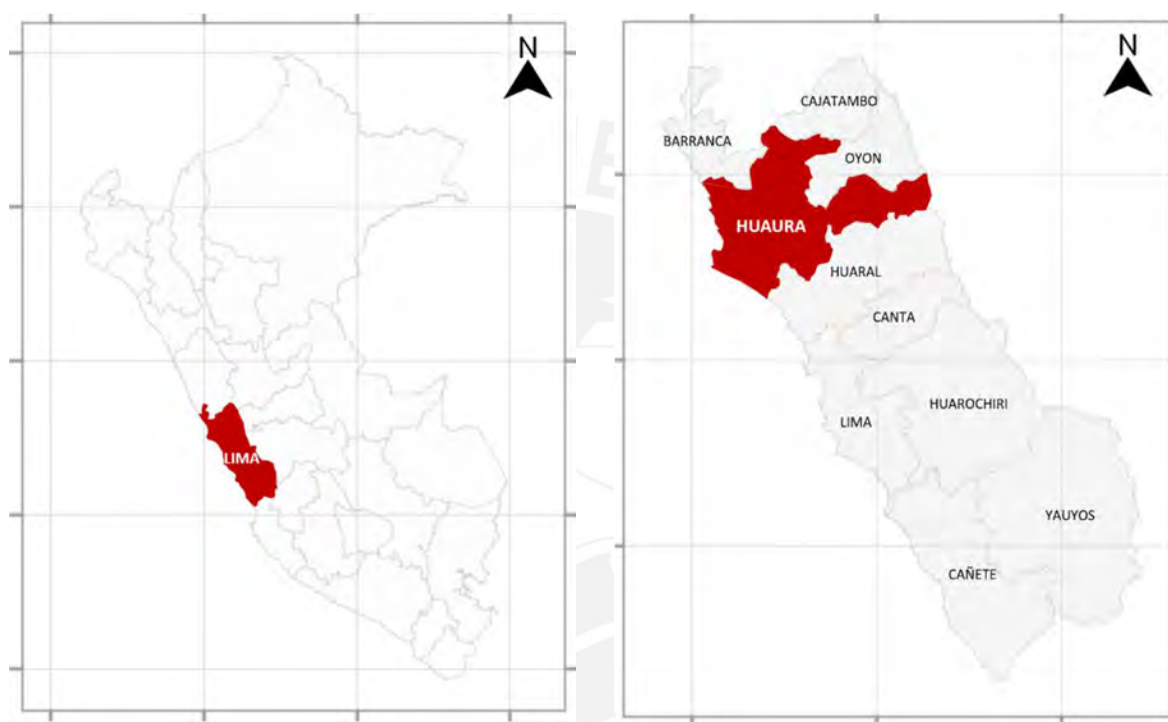 N
LIMA
N
CAJATAMBO
BARRANCA
OYON
HUAURA
HUARAL
CANTA
HUAROCHIRI
LIMA
YAUYOS
CAÑETE